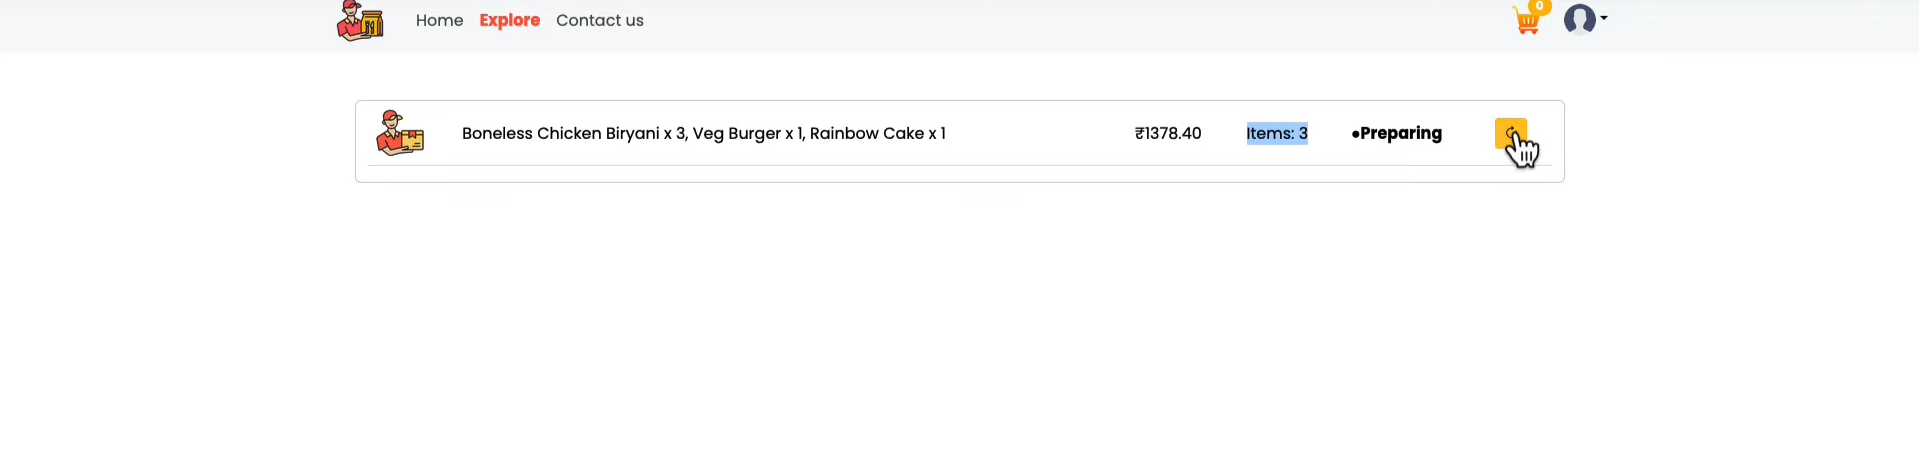 Home Explore Contact us 0
Boneless Chicken Biryani x 3, Veg Burger x 1, Rainbow Cake x 1 ₹1378.40 Items: 3 ●Preparing